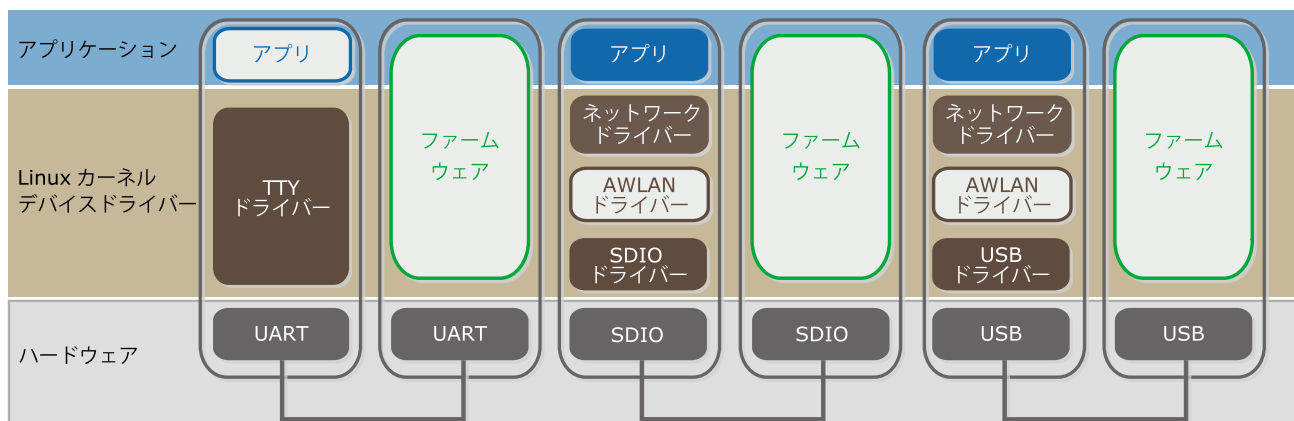 アプリケーション
アプリ
アプリ
アプリ
ネットワーク
ドライバー
ネットワーク
ドライバー
ファーム
ウェア
ファーム
ウェア
ファーム
ウェア
Linux カーネル
デバイスドライバー
TTY
ドライバー
AWLAN
ドライバー
AWLAN
ドライバー
SDIO
ドライバー
USB
ドライバー
ハードウェア
UART
UART
SDIO
SDIO
USB
USB